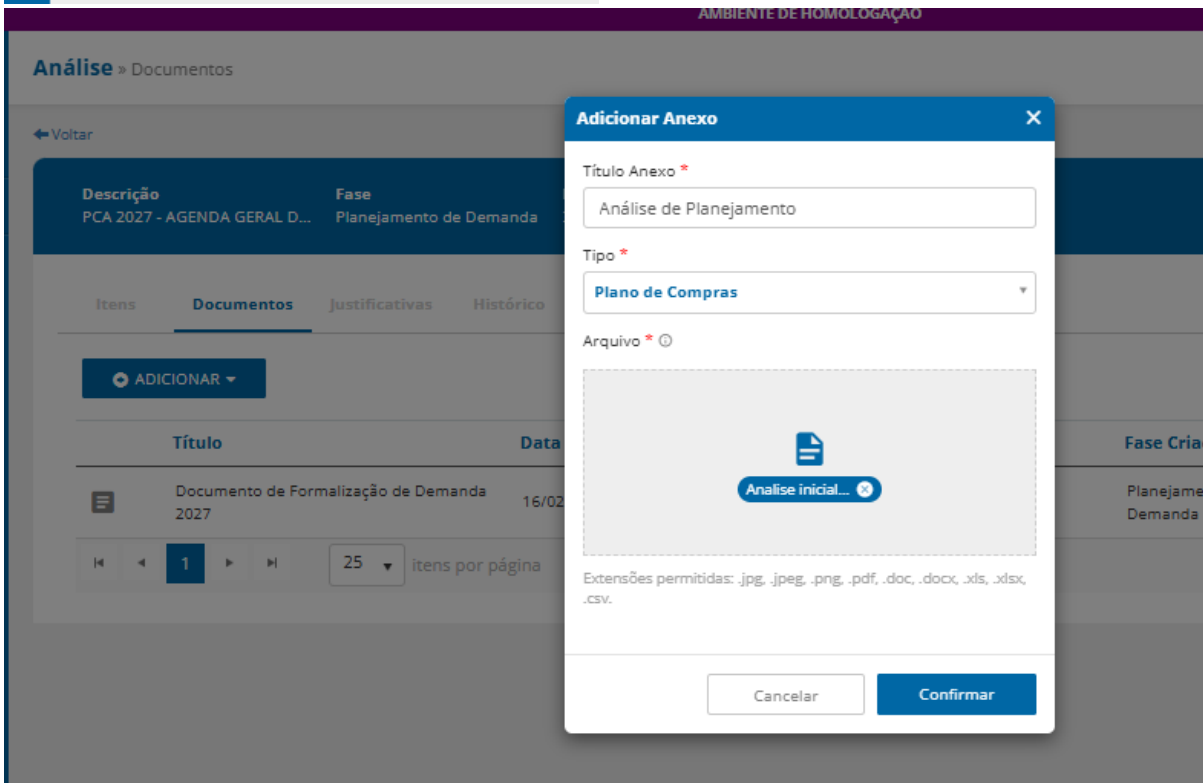 AMBIENTE DE HOMOLOGAÇÃO
Análise » Documentos
Voltar
Adicionar Anexo
Título Anexo *
Análise de Planejamento
Tipo *
Plano de Compras
Arquivo *
Analise inicial...
Extensões permitidas: .jpg, .jpeg, .png, .pdf, .doc, .docx, .xls, .xlsx,
.csv.
Cancelar Confirmar
Descrição Fase
PCA 2027 - AGENDA GERAL D... Planejamento de Demanda
Itens Documentos Justificativas Histórico
ADICIONAR
Título Data Fase Cria
Documento de Formalização de Demanda 16/02 Planejame
2027 Demanda
1 25 itens por página